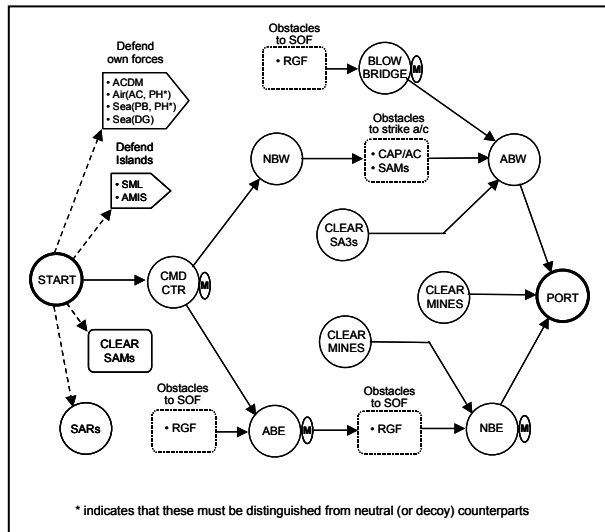 Defend
own forces
• ACDM
• Air(AC, PH*)
• Sea(PB, PH*)
• Sea(DG)
Defend
Islands
• SML
• AMIS
START
CLEAR
SAMs
SARs
CMD
CTR
M
NBW
Obstacles
to SOF
• RGF
BLOW
BRIDGE
M
Obstacles
to strike a/c
• CAP/AC
• SAMs
ABW
CLEAR
SA3s
CLEAR
MINES
PORT
CLEAR
MINES
Obstacles
to SOF
• RGF
ABE
M
Obstacles
to SOF
• RGF
NBE
M
* indicates that these must be distinguished from neutral (or decoy) counterparts